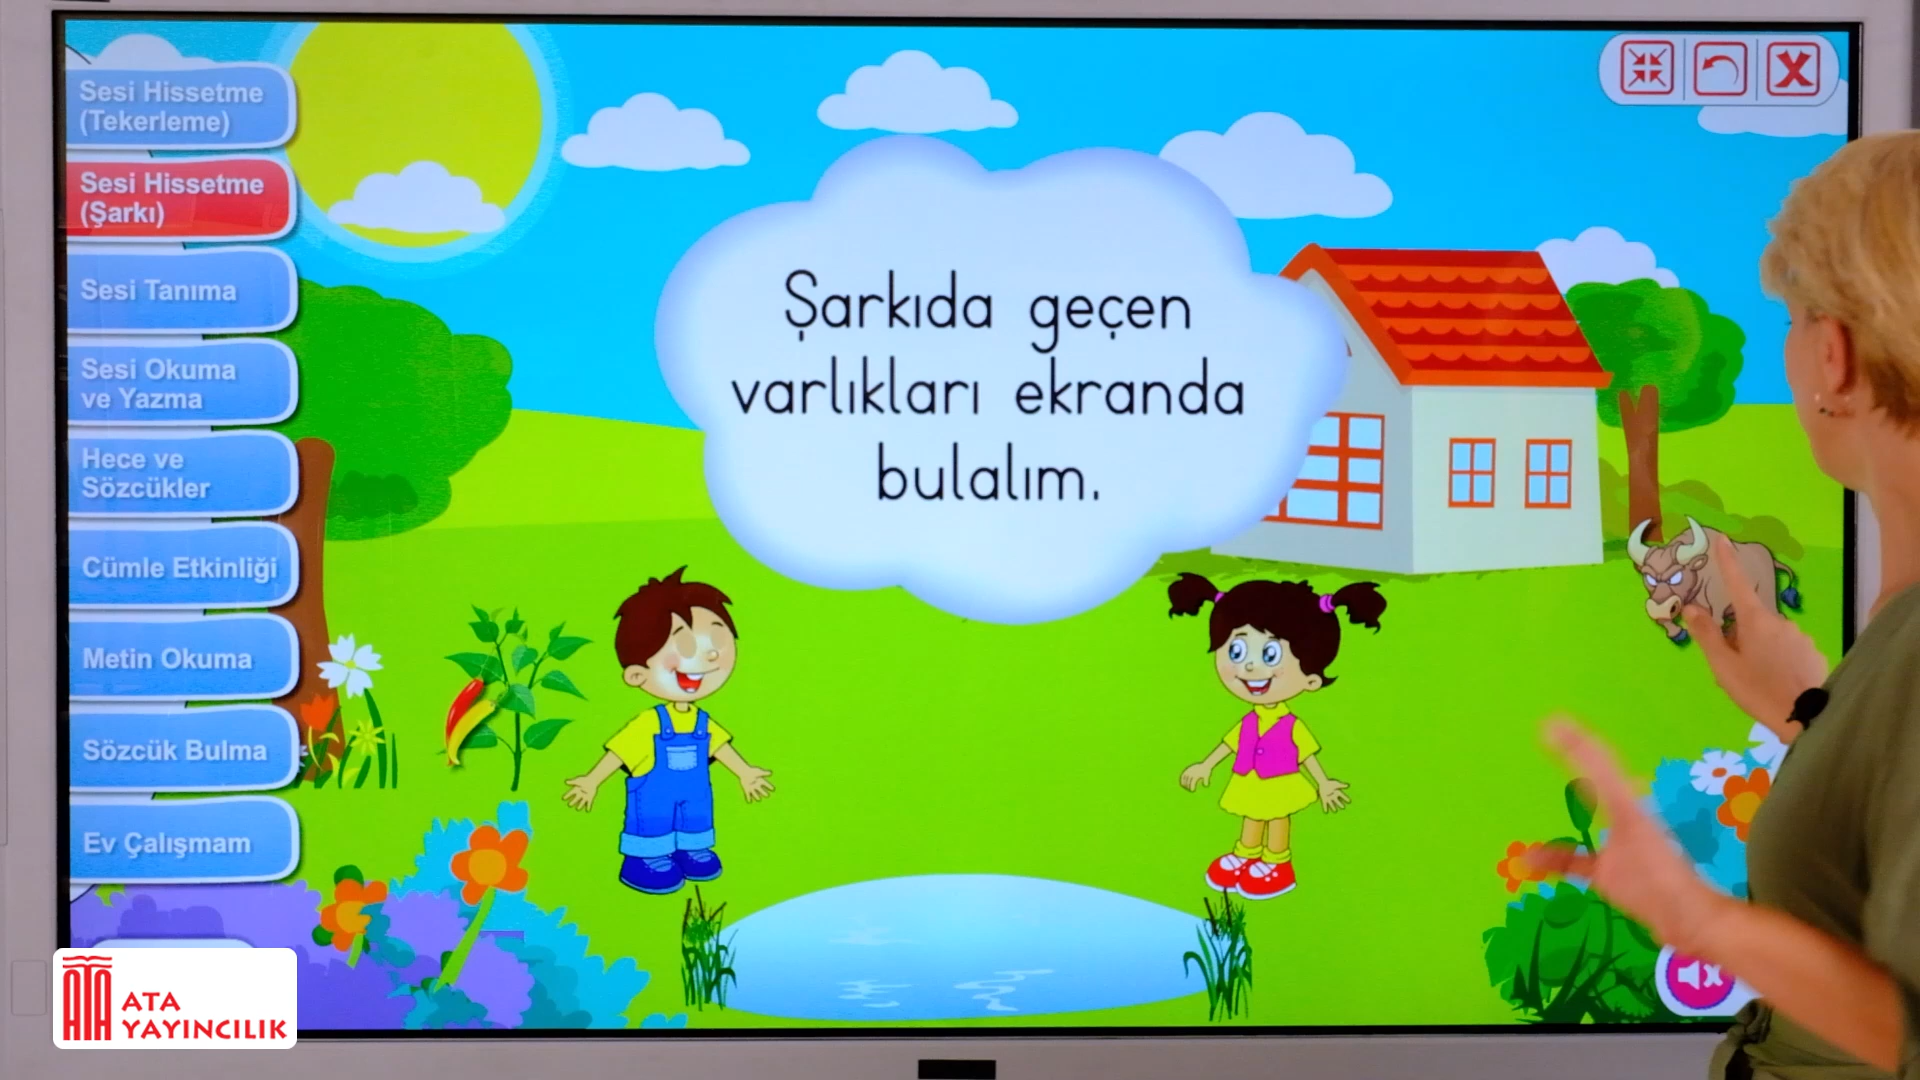 Sesi Hissetme
(Tekerleme)
Sesi Hissetme
(Şarkı)
Sesi Tanıma
Sesi Okuma
ve Yazma
Hece ve
Sözcükler
Cümle Etkinliği
Metin Okuma
Sözcük Bulma
Ev Çalışmam
Şarkıda geçen
varlıkları ekranda
bulalım.
ATA
ATA
YAYINCILIK